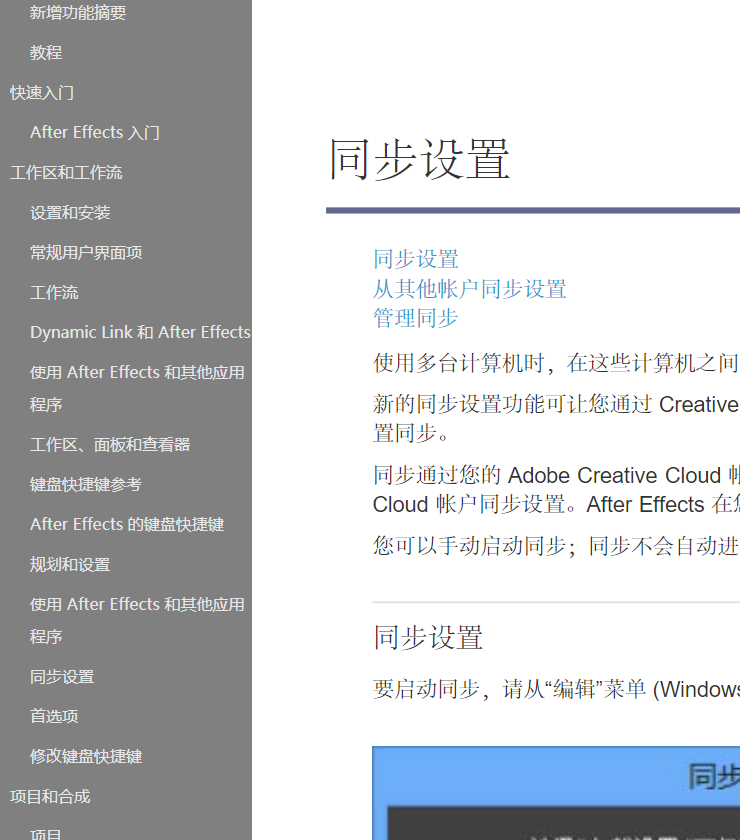 新增功能摘要
教程
快速入门
After Effects 入门
工作区和工作流
设置和安装
常规用户界面项
工作流
Dynamic Link 和 After Effects
使用 After Effects 和其他应用
程序
工作区、面板和查看器
键盘快捷键参考
After Effects 的键盘快捷键
规划和设置
使用 After Effects 和其他应用
程序
同步设置
首选项
修改键盘快捷键
项目和合成
项目
同步设置
同步设置
从其他帐户同步设置
管理同步
使用多台计算机时，在这些计算机之间
新的同步设置功能可让您通过 Creative
置同步。
同步通过您的 Adobe Creative Cloud 帐
Cloud 帐户同步设置。After Effects 在您
您可以手动启动同步；同步不会自动进
同步设置
要启动同步，请从“编辑”菜单 (Windows
同步